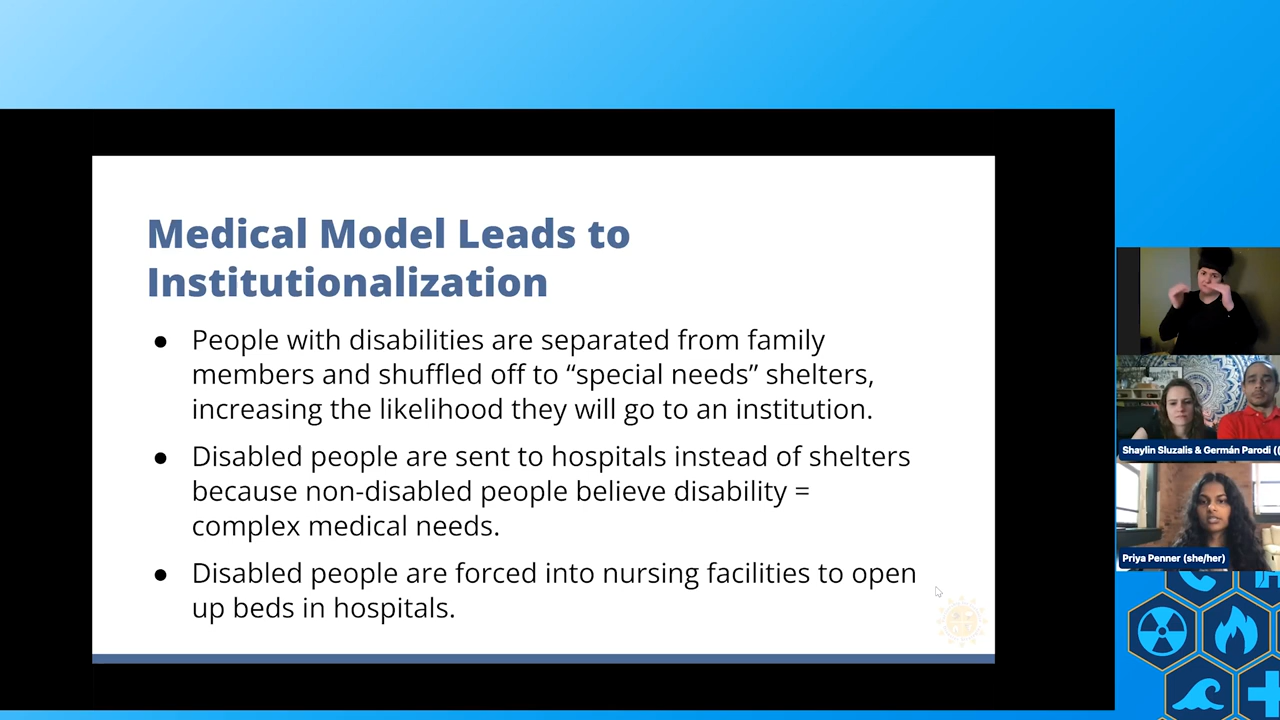 Medical Model Leads to
Institutionalization
● People with disabilities are separated from family
members and shuffled off to “special needs” shelters,
increasing the likelihood they will go to an institution.
● Disabled people are sent to hospitals instead of shelters
because non-disabled people believe disability =
complex medical needs.
● Disabled people are forced into nursing facilities to open
up beds in hospitals.
Shaylin Sluzalis & Germán Parodi ((
Priya Penner (she/her)